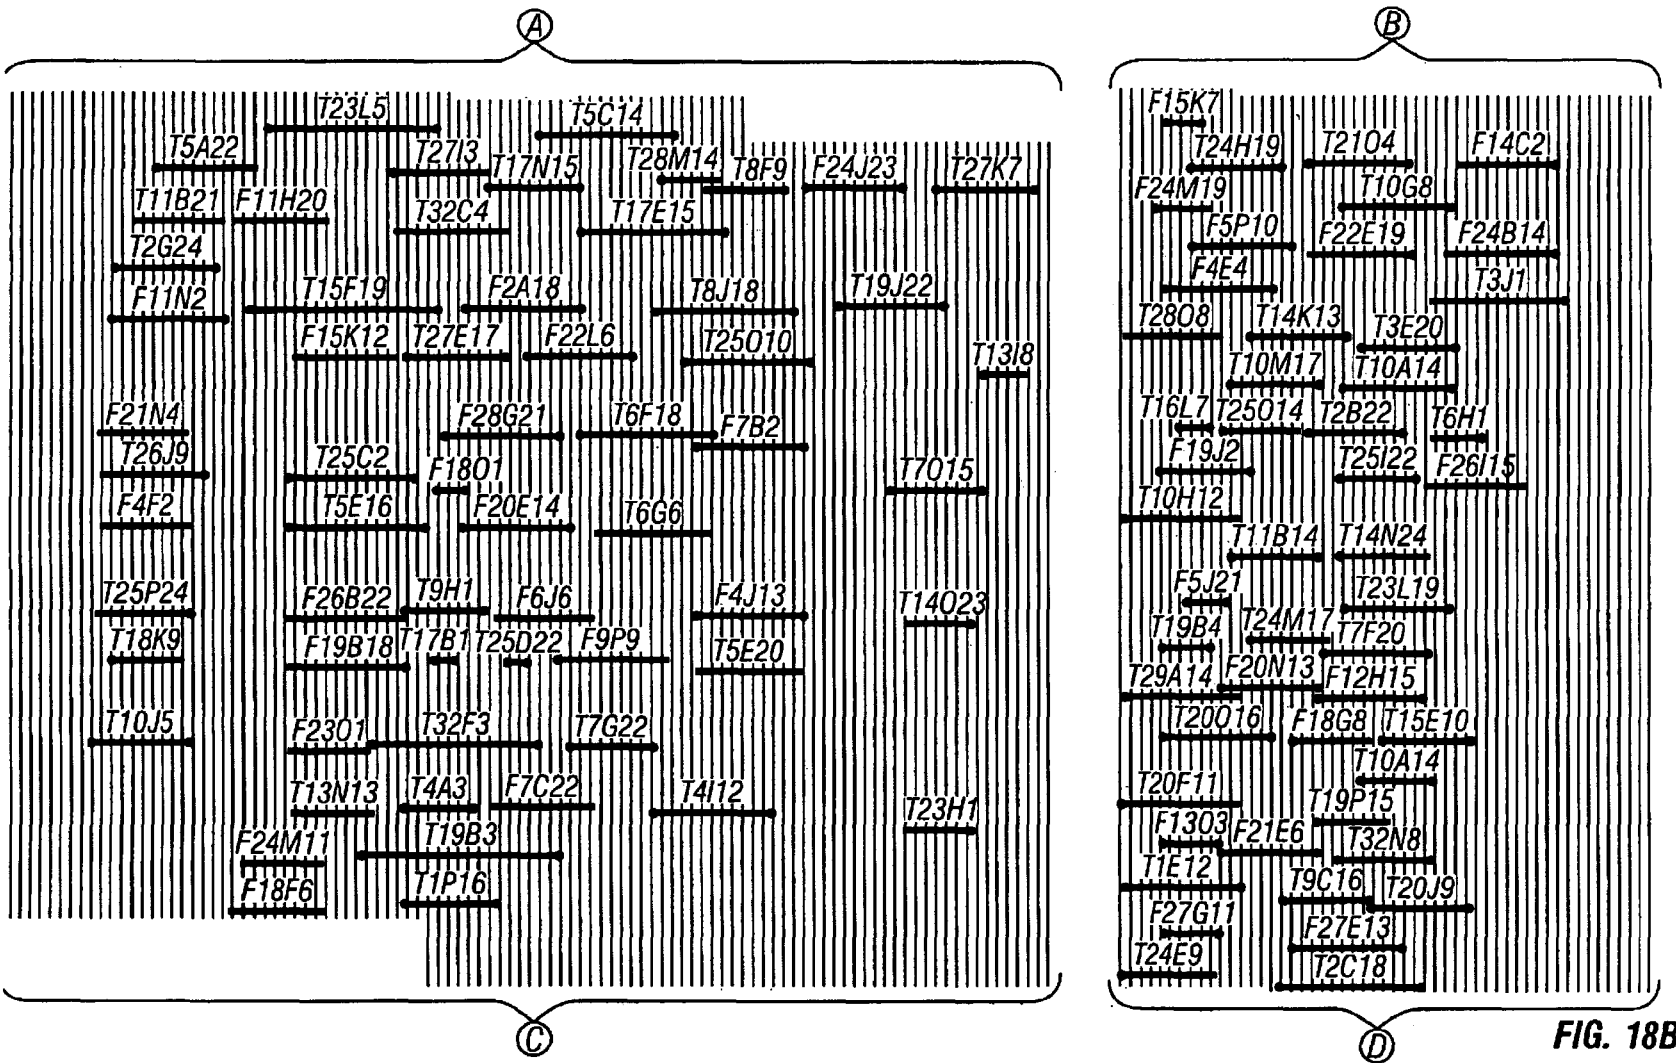 A
B
T23L5
T5C14
F15K7
T5A22
T27I3
T17N15
T28M14
T8F9
F24J23
T27K7
T24H19
T21O4
F14C2
T11B21
F11H20
T32C4
T17E15
F24M19
T10G8
T2G24
F5P10
F22E19
F24B14
F11N2
T15F19
F2A18
T8J18
T19J22
F4E4
T3J1
F15K12
T27E17
F22L6
T25O10
T13I8
T28O8
T14K13
T3E20
T10M17
T10A14
F21N4
F28G21
T6F18
F7B2
T16L7
T25O14
T2B22
T6H1
T26J9
T25C2
F18O1
T7O15
F19J2
T25I22
F26I15
F4F2
T5E16
F20E14
T6G6
T10H12
T11B14
T14N24
T25P24
F26B22
T9H1
F6J6
F4J13
T14O23
F5J21
T23L19
T18K9
F19B18
T17B1
T25D22
F9P9
T5E20
T19B4
T24M17
T7F20
T29A14
F20N13
F12H15
T10J5
F23O1
T32F3
T7G22
T20O16
F18G8
T15E10
T10A14
T13N13
T4A3
F7C22
T4I12
T23H1
T20F11
T19P15
F24M11
T19B3
F13O3
F21E6
T32N8
F18F6
T1P16
T1E12
T9C16
T20J9
F27G11
F27E13
T24E9
T2C18
C
D
FIG. 18B